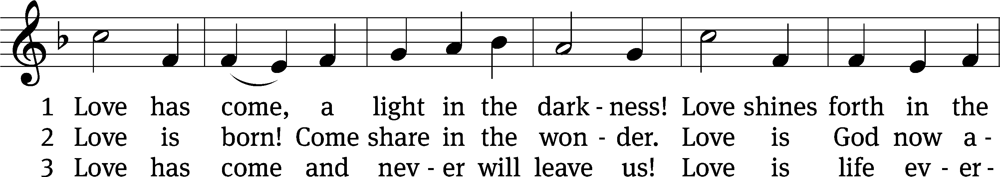 1 Love has come, a light in the dark - ness! Love shines forth in the
2 Love is born! Come share in the won - der. Love is God now a -
3 Love has come and nev - er will leave us! Love is life ev - er -